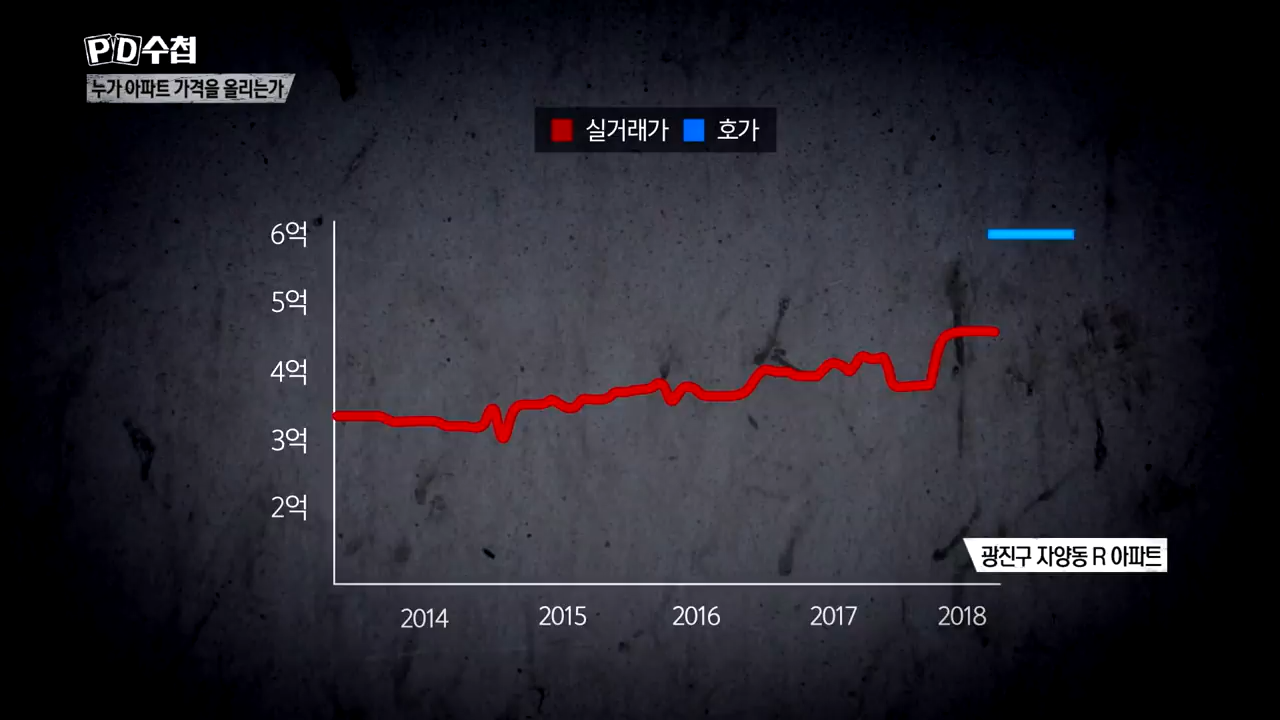 PD수첩
누가 아파트 가격을 올리는가
실거래가 호가
6억
5억
4억
3억
2억
광진구 자양동 R 아파트
2014 2015 2016 2017 2018